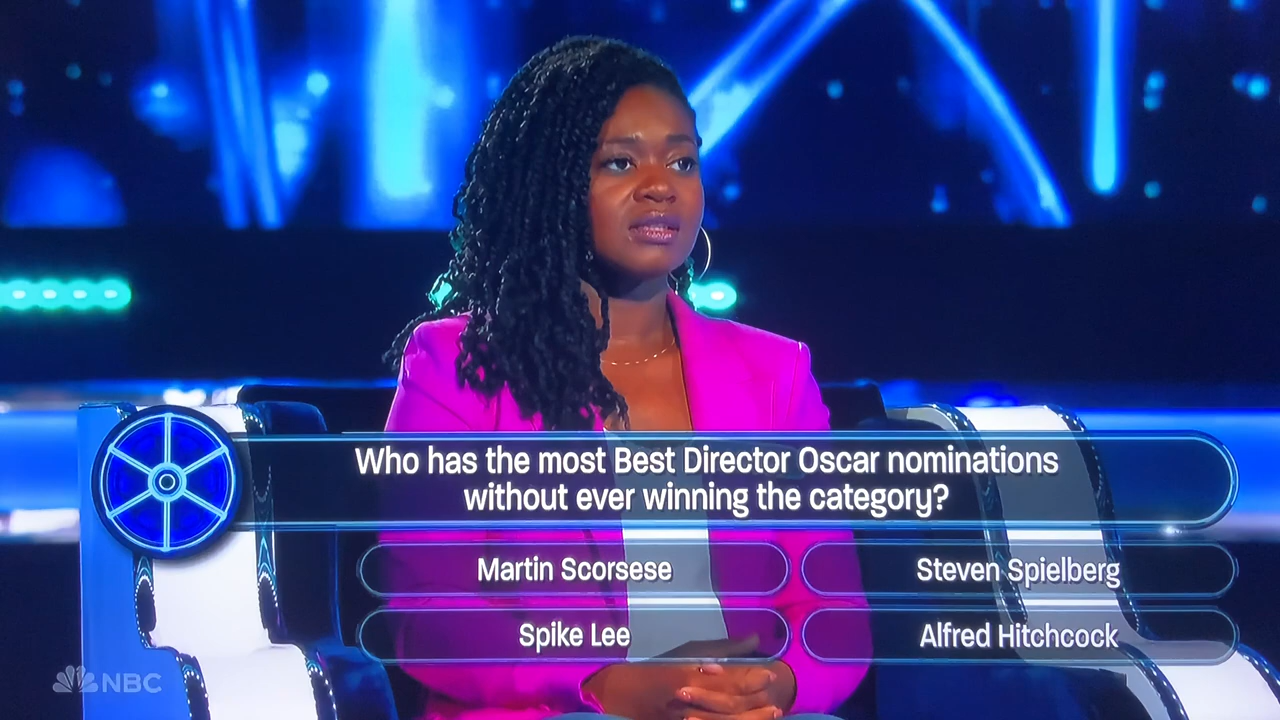 Who has the most Best Director Oscar nominations
without ever winning the category?
Martin Scorsese
Steven Spielberg
Spike Lee
Alfred Hitchcock
NBC